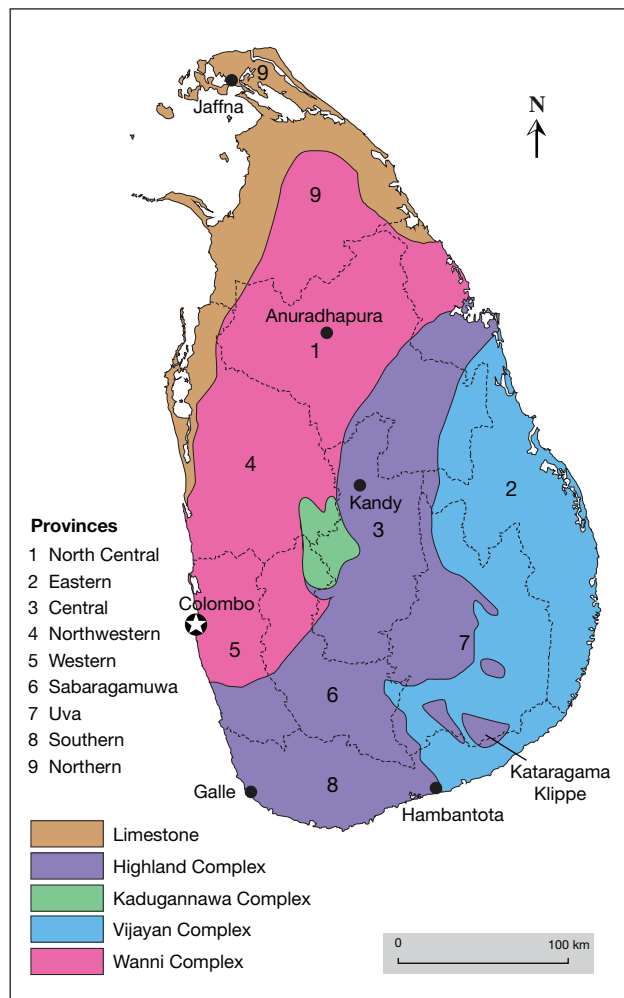 9
Jaffna
N
9
Anuradhapura
1
4
2
Kandy
3
Provinces
1 North Central
2 Eastern
3 Central
4 Northwestern
5 Western
6 Sabaragamuwa
7 Uva
8 Southern
9 Northern
Colombo
5
7
6
Kataragama
Klippe
Galle
8
Hambantota
Limestone
Highland Complex
Kadugannawa Complex
Vijayan Complex
Wanni Complex
0 100 km